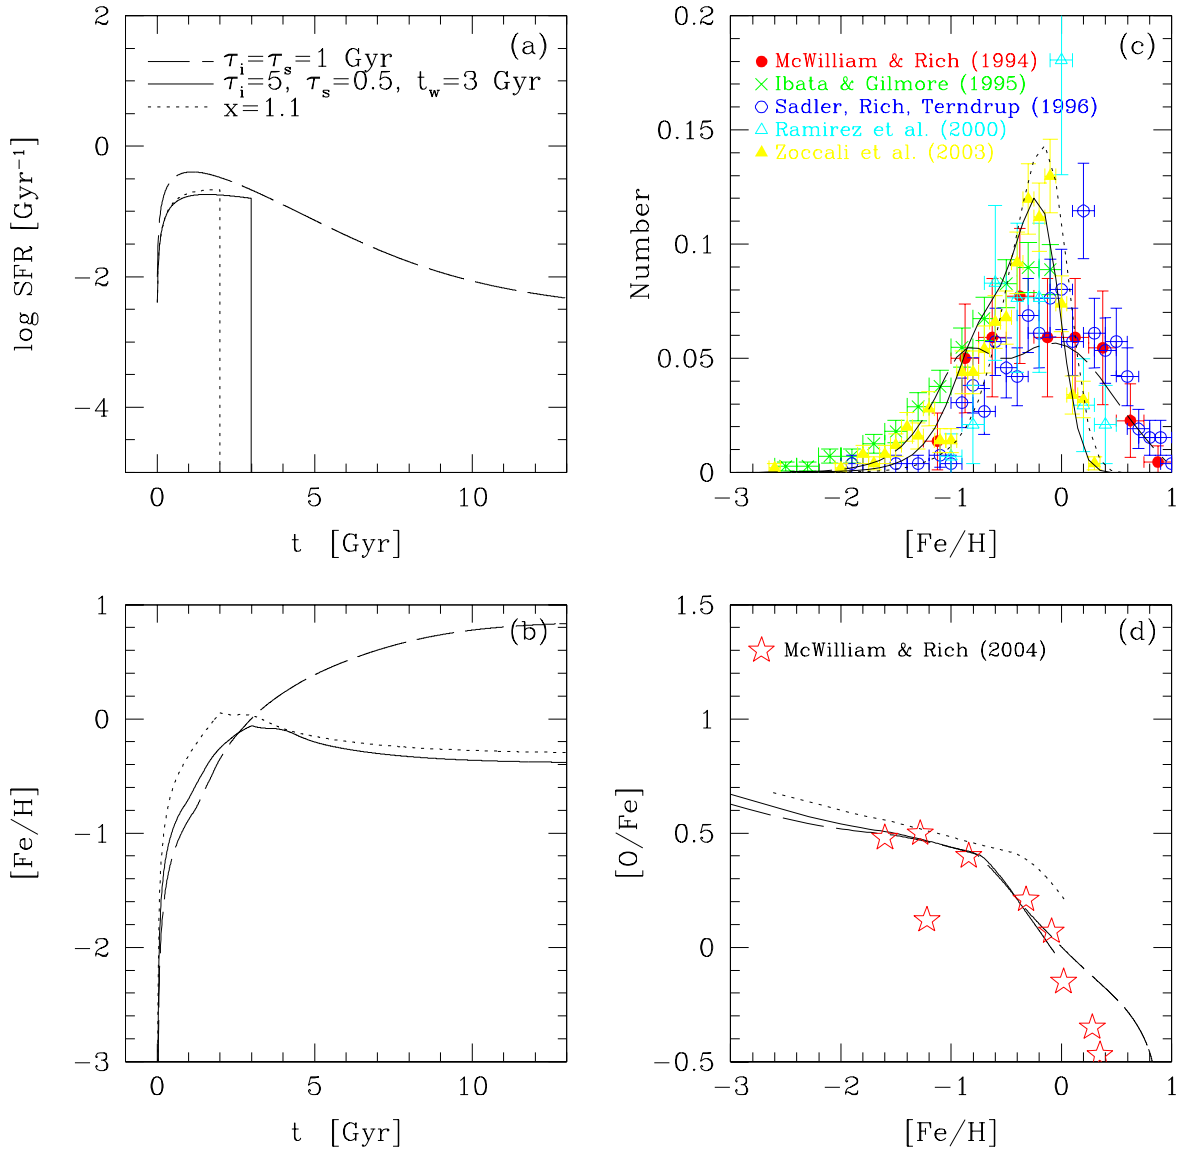 (a)
τi=τs=1 Gyr
τi=5, τs=0.5, tw=3 Gyr
x=1.1
log SFR [Gyr−1]
2
0
−2
−4
0 5 10
t [Gyr]
(c)
McWilliam & Rich (1994)
Ibata & Gilmore (1995)
Sadler, Rich, Terndrup (1996)
Ramirez et al. (2000)
Zoccali et al. (2003)
Number
0.2
0.15
0.1
0.05
0
−3 −2 −1 0 1
[Fe/H]
(b)
[Fe/H]
1
0
−1
−2
−3
0 5 10
t [Gyr]
(d)
McWilliam & Rich (2004)
[O/Fe]
1.5
1
0.5
0
−0.5
−3 −2 −1 0 1
[Fe/H]